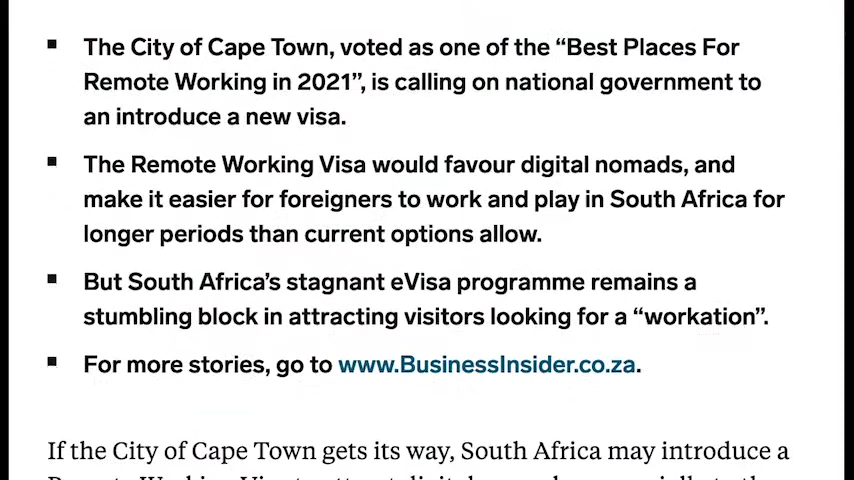 The City of Cape Town, voted as one of the “Best Places For
Remote Working in 2021”, is calling on national government to
an introduce a new visa.
The Remote Working Visa would favour digital nomads, and
make it easier for foreigners to work and play in South Africa for
longer periods than current options allow.
But South Africa’s stagnant eVisa programme remains a
stumbling block in attracting visitors looking for a “workation”.
For more stories, go to www.BusinessInsider.co.za.
If the City of Cape Town gets its way, South Africa may introduce a